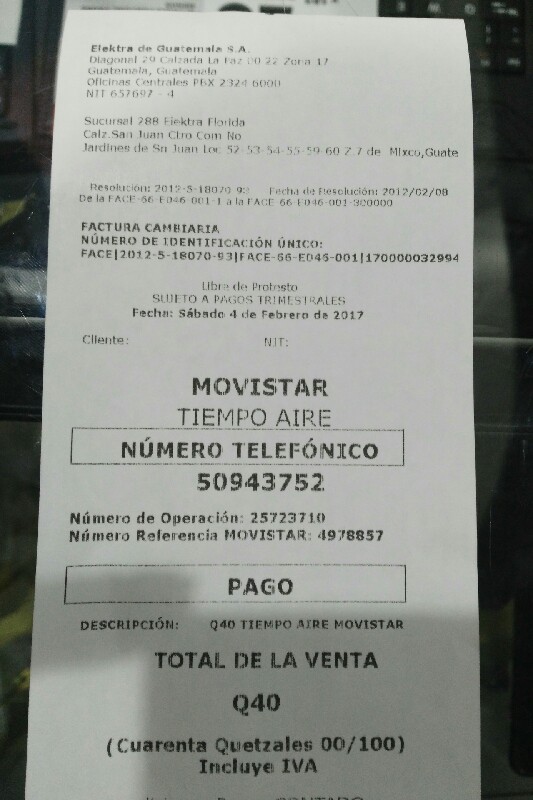 Elektra de Guatemala S.A.
Diagonal 29 Calzada La Paz 00 22 Zona 17
Guatemala, Guatemala
Oficinas Centrales PBX 2324 6000
NIT 657697 - 4
Sucursal 288 Elektra Florida
Calz.San Juan Ctro Com No
Jardines de Sn Juan Loc 52-53-54-55-59-60 Z.7 de Mixco,Guate
Resolución: 2012-5-18070-93 Fecha de Resolución: 2012/02/08
De la FACE-66-E046-001-1 a la FACE-66-E046-001-300000
FACTURA CAMBIARIA
NÚMERO DE IDENTIFICACIÓN ÚNICO:
FACE|2012-5-18070-93|FACE-66-E046-001|170000032994
Libre de Protesto
SUJETO A PAGOS TRIMESTRALES
Fecha: Sábado 4 de Febrero de 2017
Cliente: NIT:
MOVISTAR
TIEMPO AIRE
NÚMERO TELEFÓNICO
50943752
Número de Operación: 25723710
Número Referencia MOVISTAR: 4978857
PAGO
DESCRIPCIÓN: Q40 TIEMPO AIRE MOVISTAR
TOTAL DE LA VENTA
Q40
(Cuarenta Quetzales 00/100)
Incluye IVA